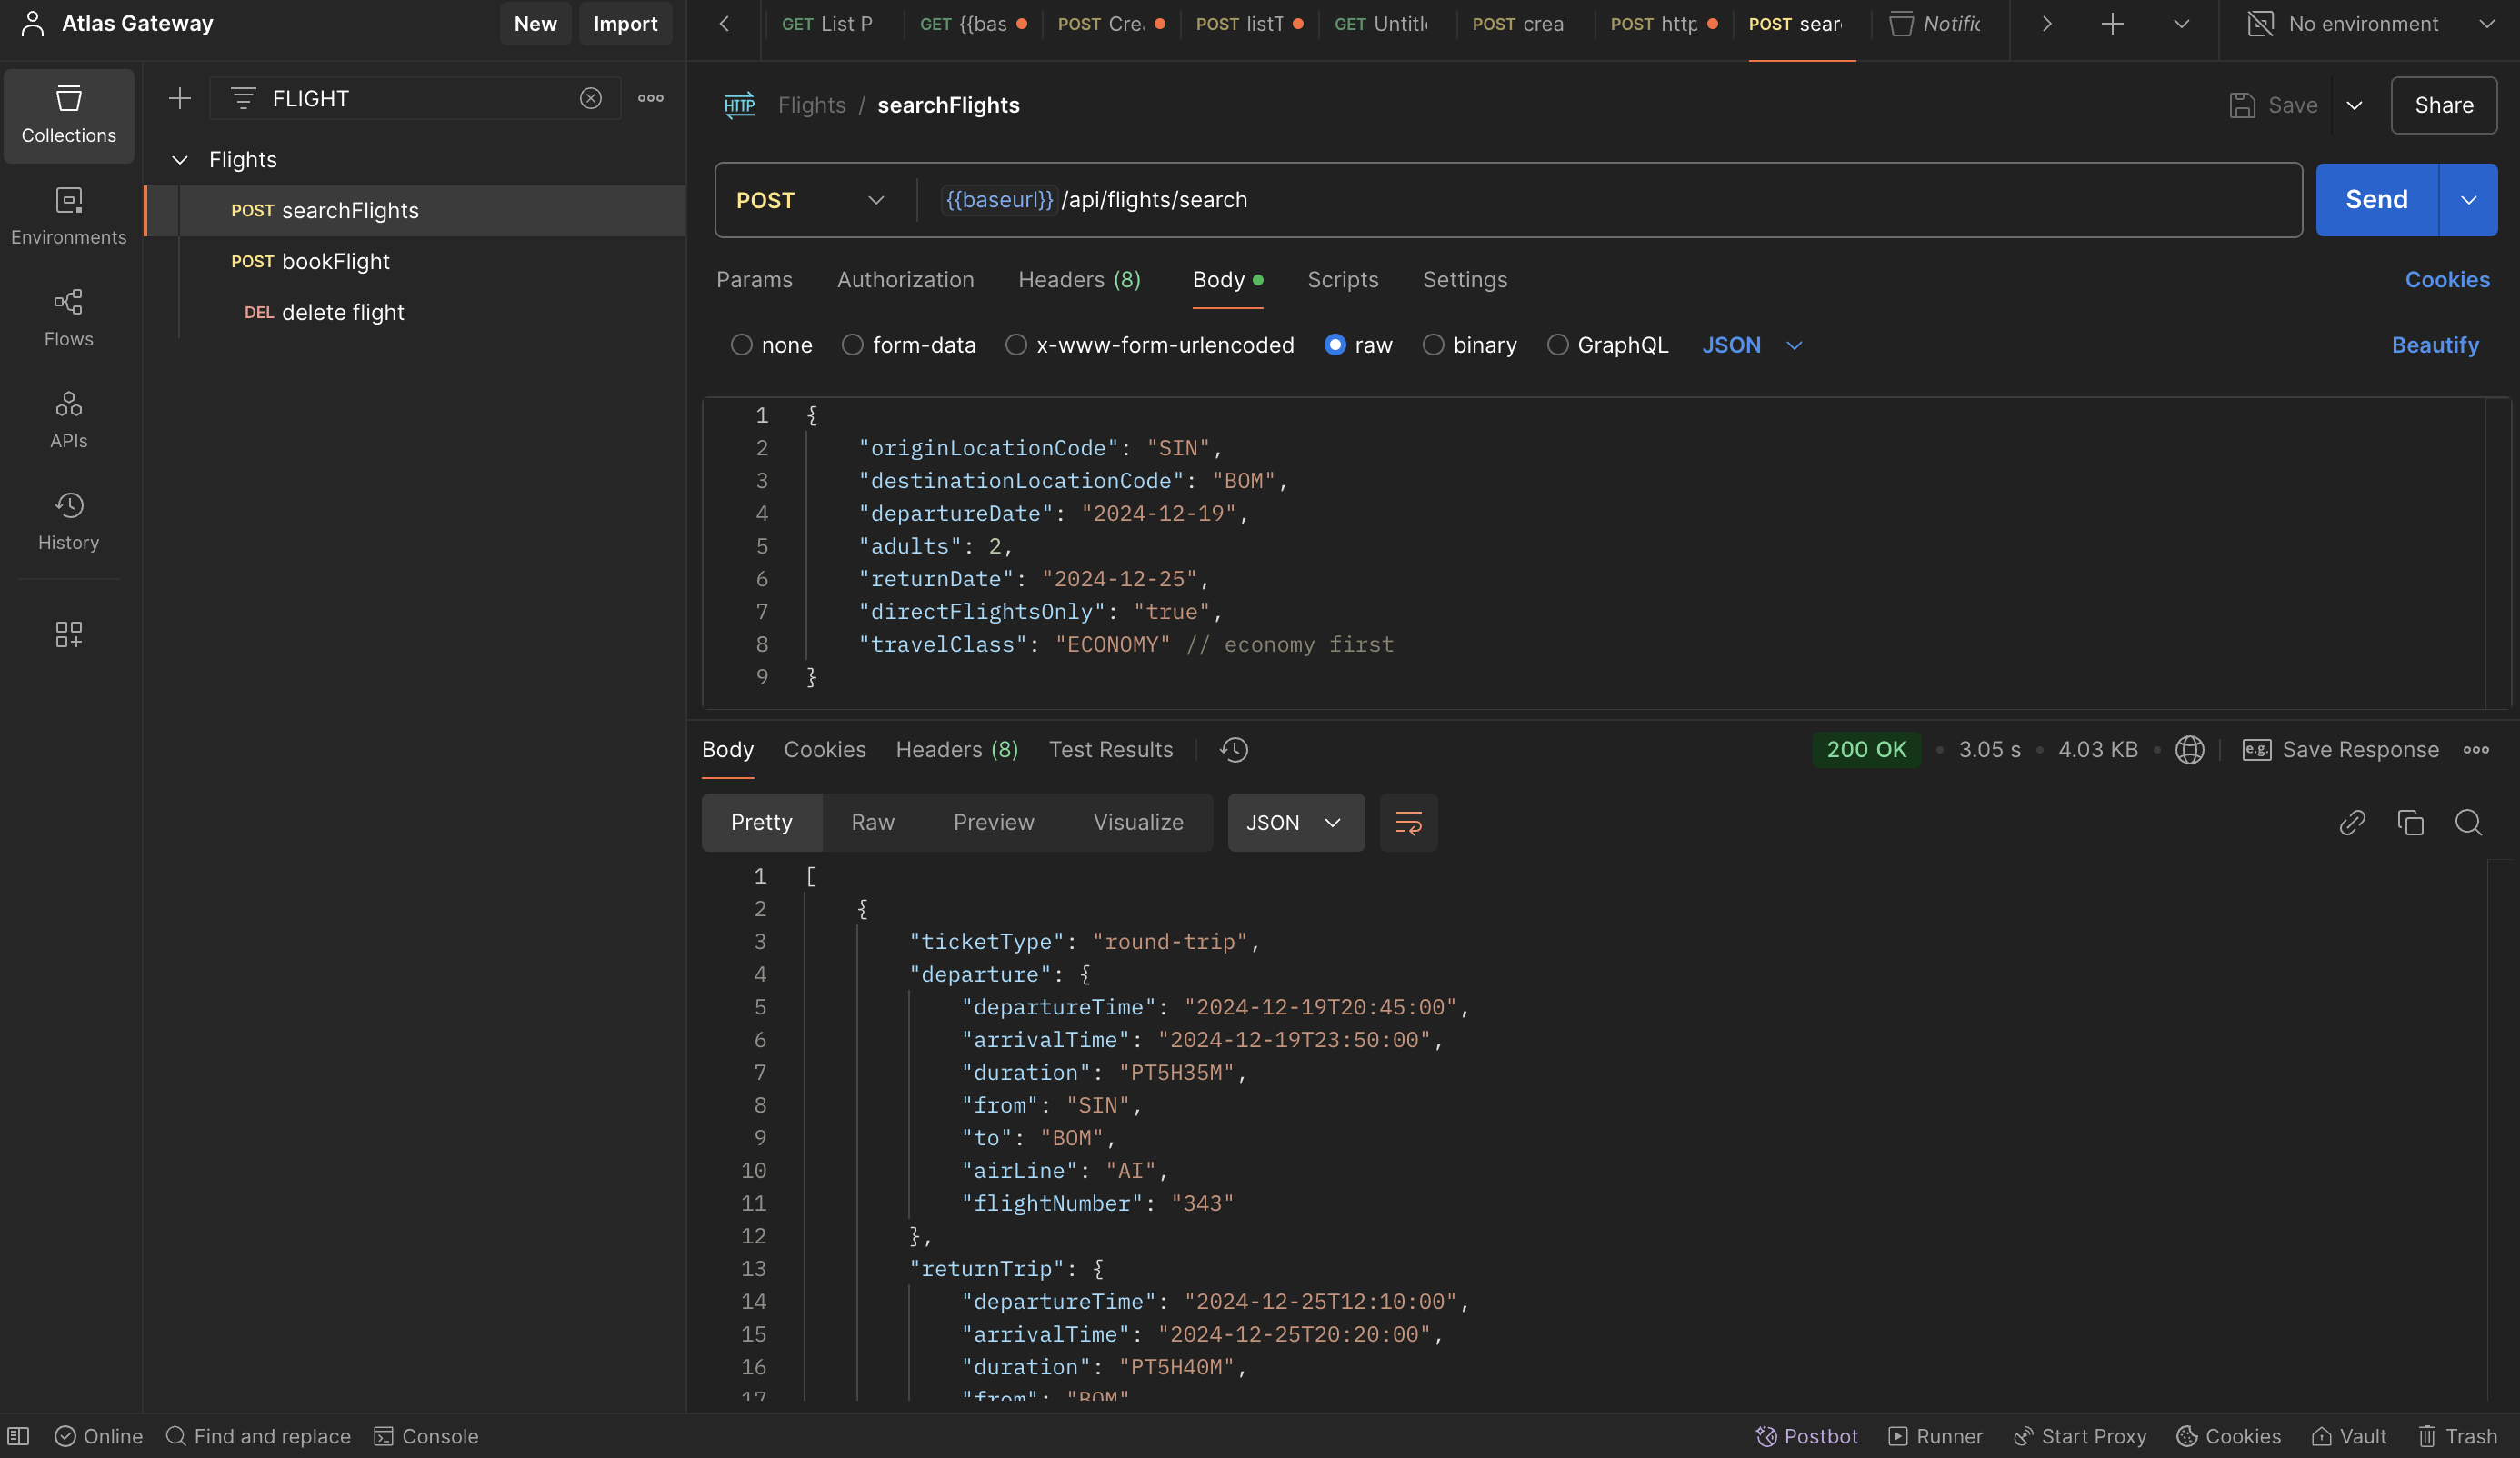 Atlas Gateway
New
Import
GET List P
GET {{bas
POST Cre
POST listT
GET Untitl
POST crea
POST http
POST sear
Notific
No environment
Collections
Environments
Flows
APIs
History
FLIGHT
Flights
POST searchFlights
POST bookFlight
DEL delete flight
HTTP Flights / searchFlights
Save
Share
POST {{baseurl}}/api/flights/search
Send
Params Authorization Headers (8) Body Scripts Settings Cookies
none form-data x-www-form-urlencoded raw binary GraphQL JSON Beautify
1 {
2 "originLocationCode": "SIN",
3 "destinationLocationCode": "BOM",
4 "departureDate": "2024-12-19",
5 "adults": 2,
6 "returnDate": "2024-12-25",
7 "directFlightsOnly": "true",
8 "travelClass": "ECONOMY" // economy first
9 }
Body Cookies Headers (8) Test Results 200 OK 3.05 s 4.03 KB e.g. Save Response
Pretty Raw Preview Visualize JSON
1 [
2 {
3 "ticketType": "round-trip",
4 "departure": {
5 "departureTime": "2024-12-19T20:45:00",
6 "arrivalTime": "2024-12-19T23:50:00",
7 "duration": "PT5H35M",
8 "from": "SIN",
9 "to": "BOM",
10 "airLine": "AI",
11 "flightNumber": "343"
12 },
13 "returnTrip": {
14 "departureTime": "2024-12-25T12:10:00",
15 "arrivalTime": "2024-12-25T20:20:00",
16 "duration": "PT5H40M",
17 "from": "BOM"
Online Find and replace Console Postbot Runner Start Proxy Cookies Vault Trash